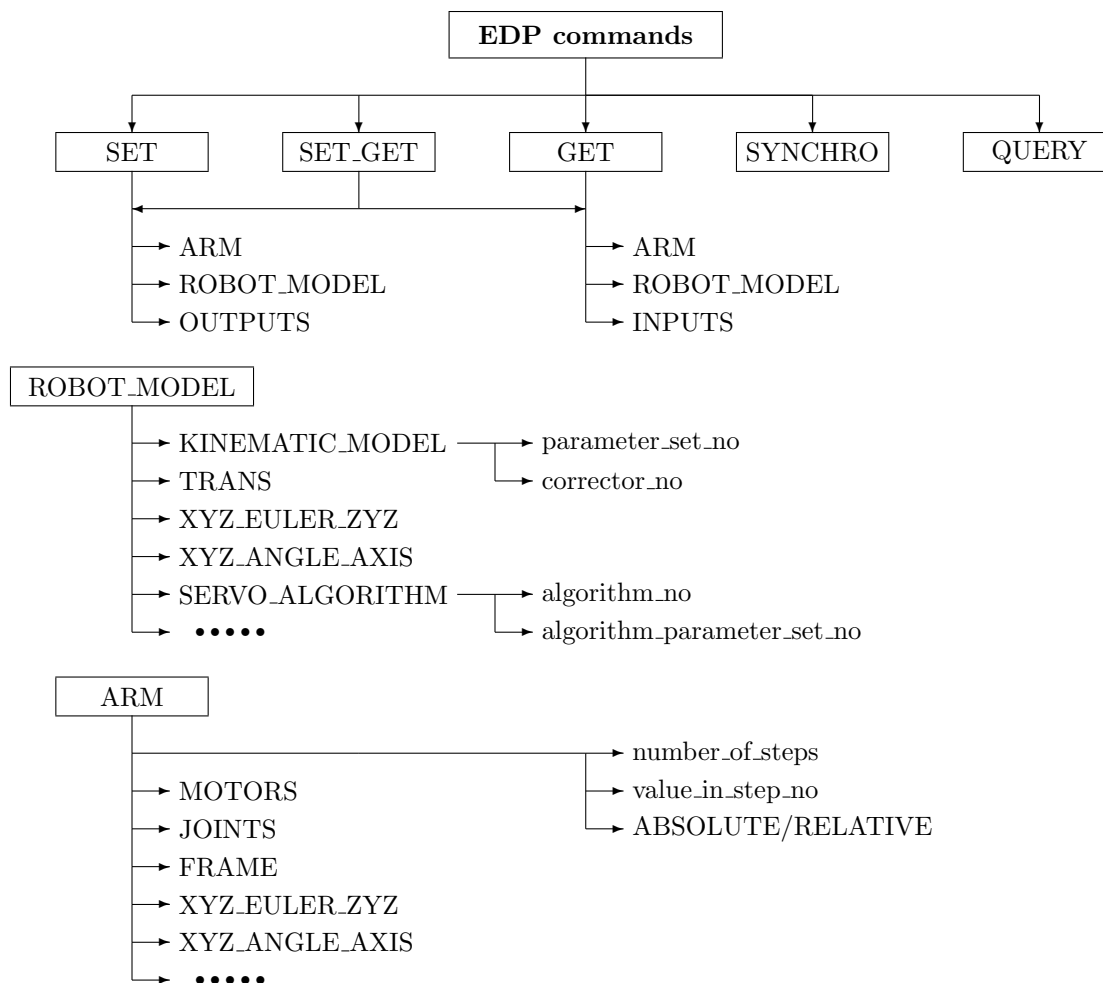 EDP commands
SET SET_GET GET SYNCHRO QUERY
ARM ARM
ROBOT_MODEL ROBOT_MODEL
OUTPUTS INPUTS
ROBOT_MODEL
KINEMATIC_MODEL parameter_set_no
TRANS corrector_no
XYZ_EULER_ZYZ
XYZ_ANGLE_AXIS
SERVO_ALGORITHM algorithm_no
••••• algorithm_parameter_set_no
ARM
number_of_steps
MOTORS value_in_step_no
JOINTS ABSOLUTE/RELATIVE
FRAME
XYZ_EULER_ZYZ
XYZ_ANGLE_AXIS
•••••